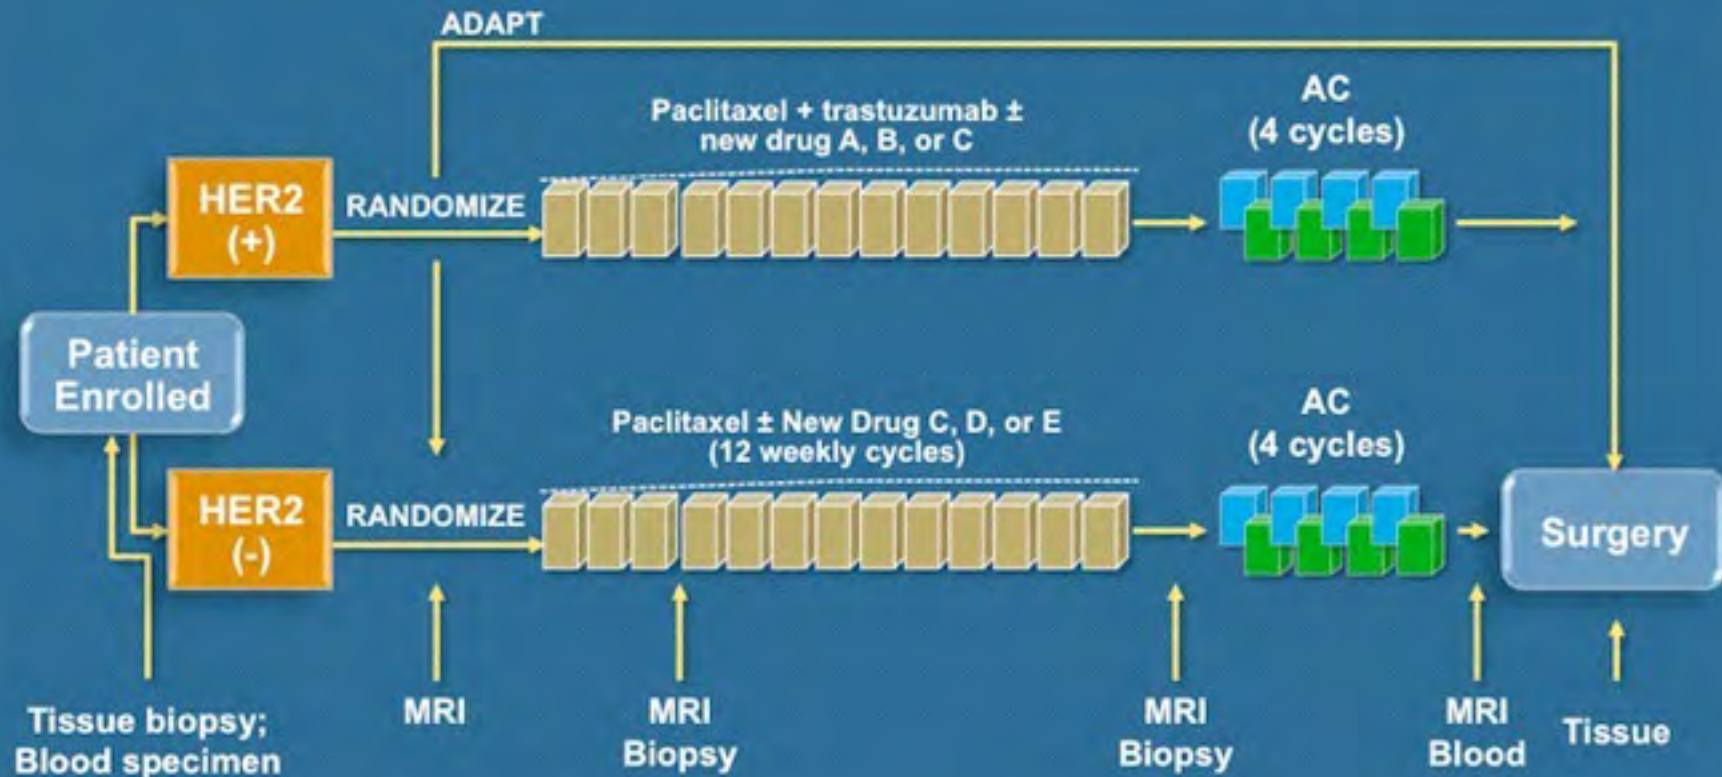 ADAPT
Paclitaxel + trastuzumab ±
new drug A, B, or C
AC
(4 cycles)
HER2
(+)
RANDOMIZE
Patient
Enrolled
Paclitaxel ± New Drug C, D, or E
(12 weekly cycles)
AC
(4 cycles)
HER2
(-)
RANDOMIZE
Surgery
Tissue biopsy;
Blood specimen
MRI
MRI
Biopsy
MRI
Biopsy
MRI
Blood
Tissue